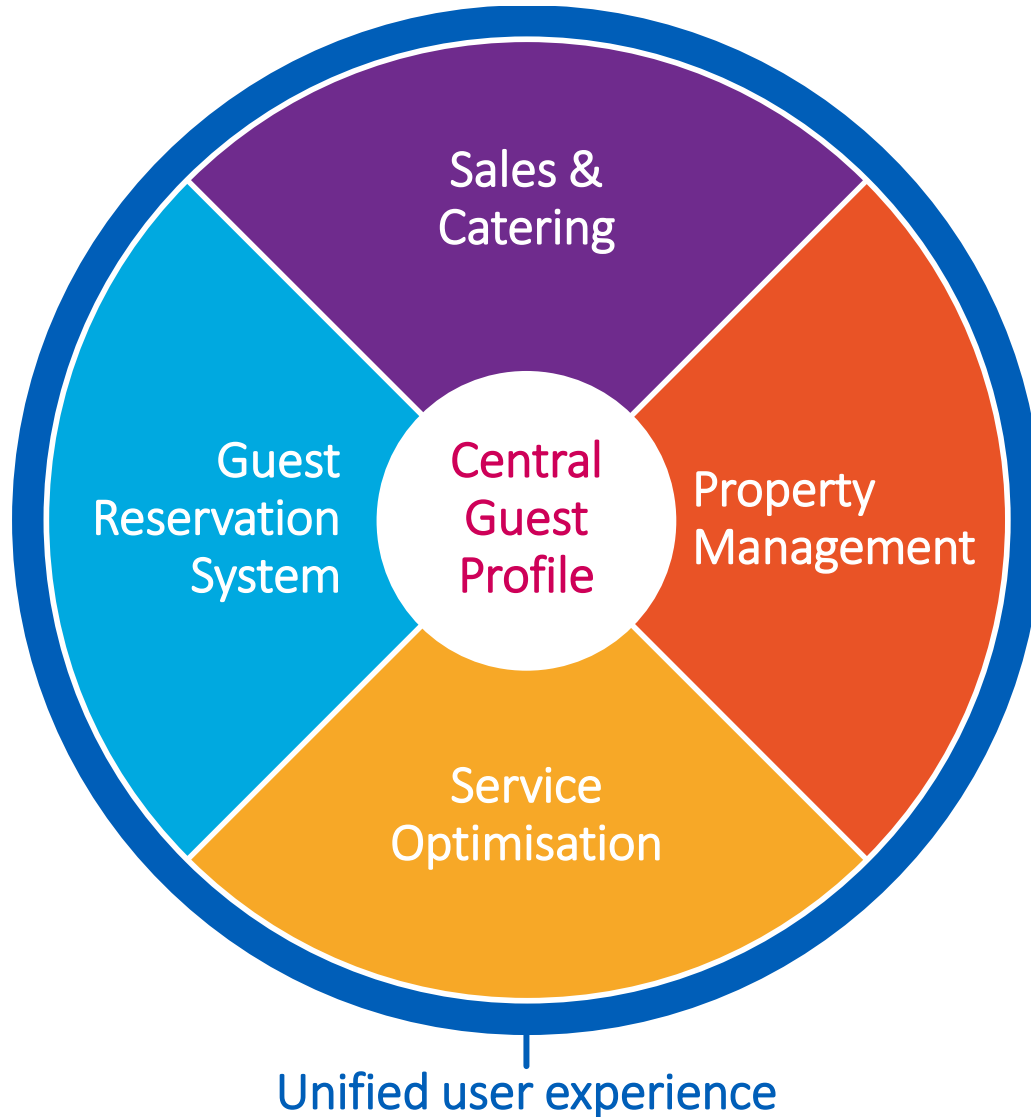 Sales &
Catering
Guest
Reservation
System
Central
Guest
Profile
Property
Management
Service
Optimisation
Unified user experience